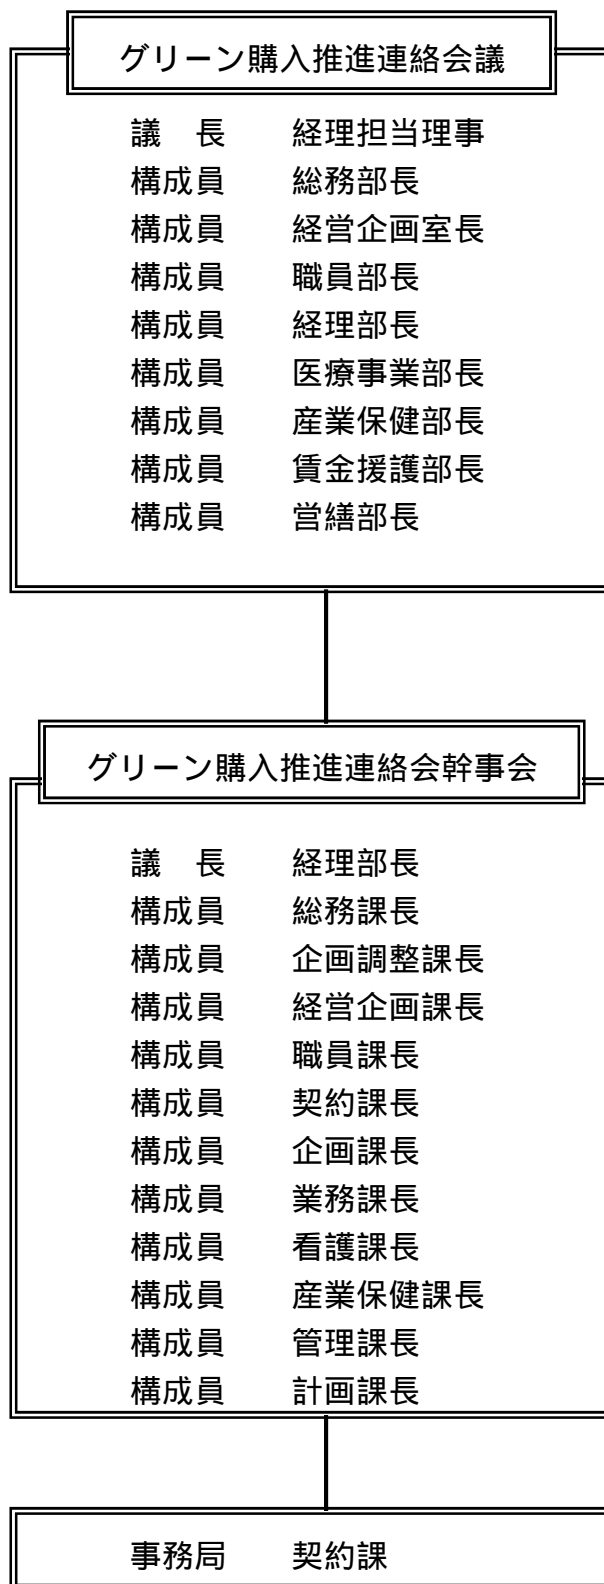 グリーン購入推進連絡会議
議　長　　経理担当理事
構成員　　総務部長
構成員　　経営企画室長
構成員　　職員部長
構成員　　経理部長
構成員　　医療事業部長
構成員　　産業保健部長
構成員　　賃金援護部長
構成員　　営繕部長
グリーン購入推進連絡会幹事会
議　長　　経理部長
構成員　　総務課長
構成員　　企画調整課長
構成員　　経営企画課長
構成員　　職員課長
構成員　　契約課長
構成員　　企画課長
構成員　　業務課長
構成員　　看護課長
構成員　　産業保健課長
構成員　　管理課長
構成員　　計画課長
事務局　　契約課